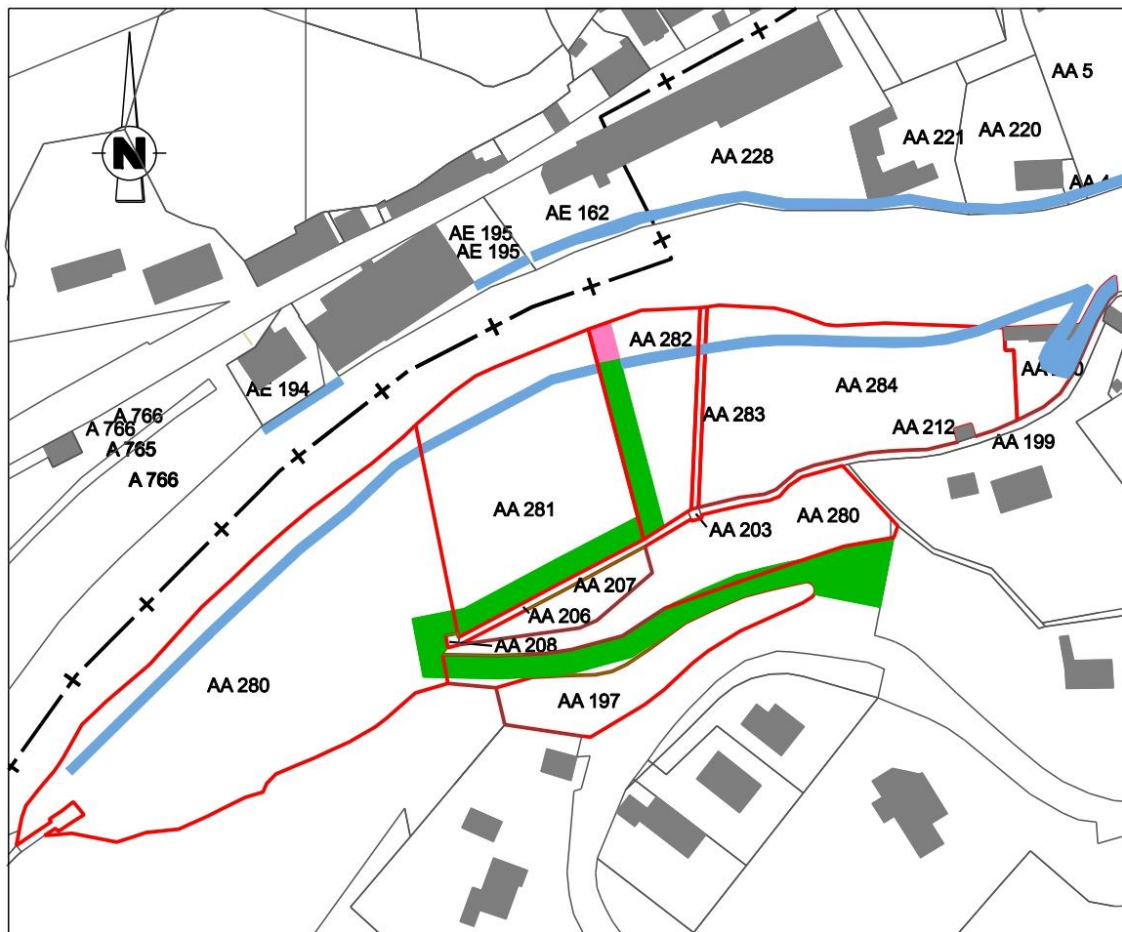 AA 5
N
AA 228
AA 221
AA 220
AE 162
AE 195
AE 195
AA 282
AE 194
A 766
A 766
A 765
A 766
AA 283
AA 284
AA 212
AA 199
AA 281
AA 203
AA 280
AA 207
AA 206
AA 208
AA 280
AA 197